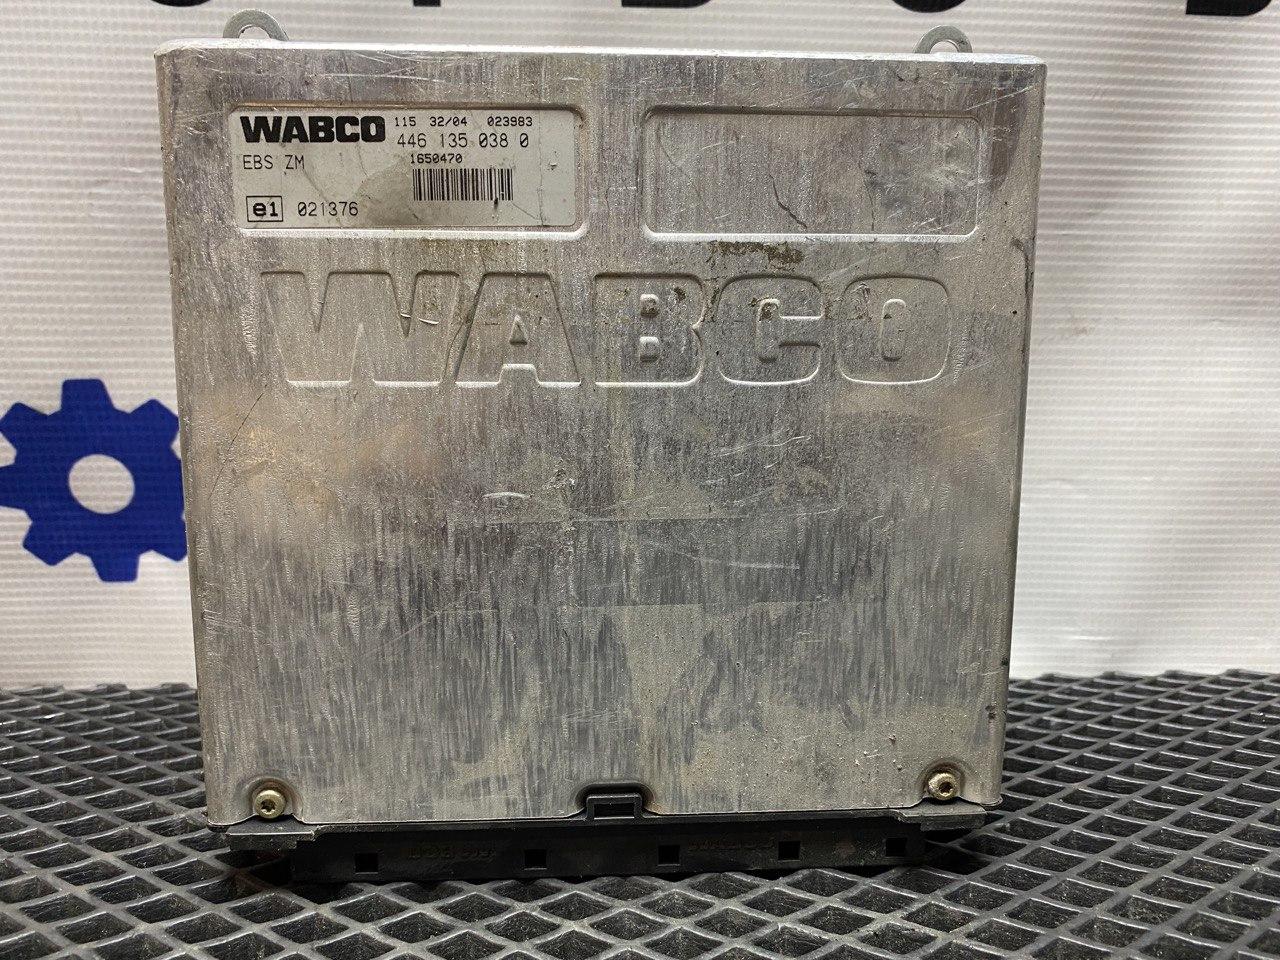 WABCO 115 32/04 023983
446 135 038 0
EBS ZM 1650470
e1 021376
WABCO